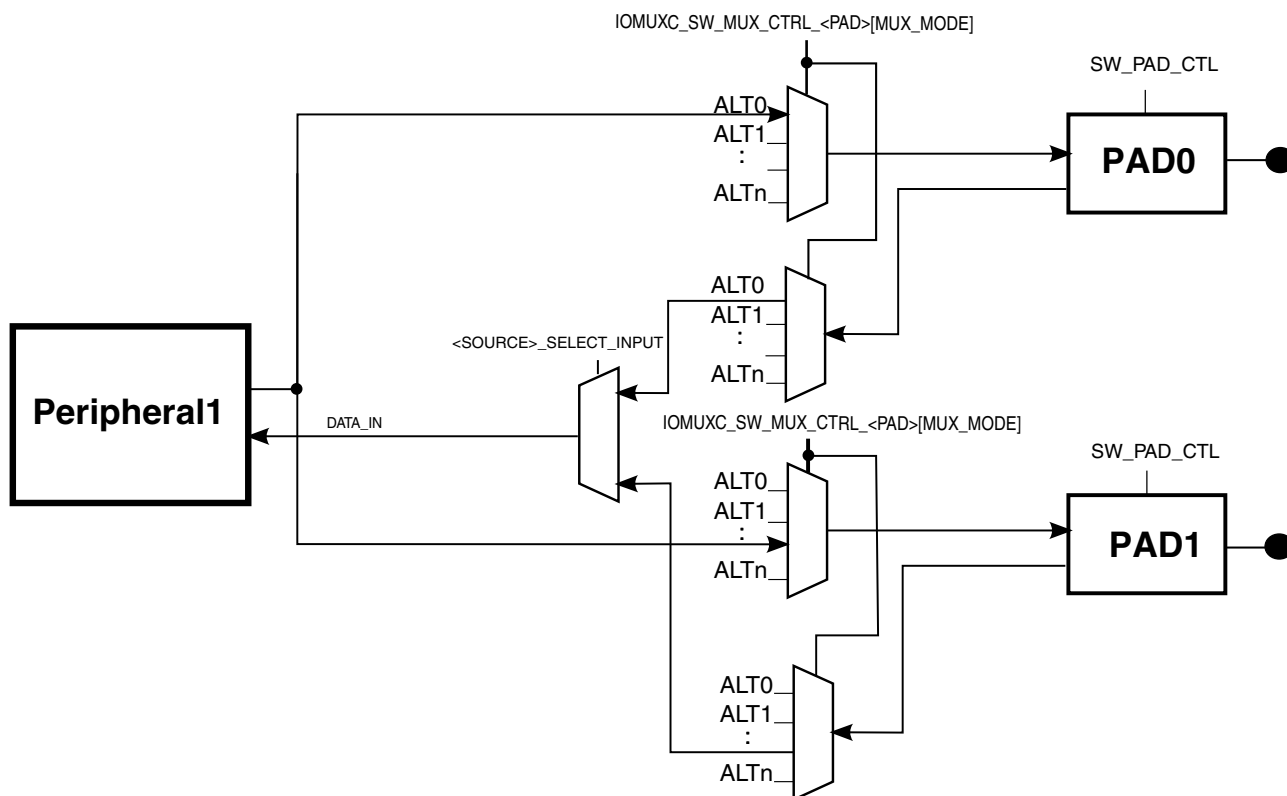 IOMUXC_SW_MUX_CTRL_<PAD>[MUX_MODE]
SW_PAD_CTL
ALT0
ALT1
:
ALTn
PAD0
ALT0
ALT1
:
ALTn
<SOURCE>_SELECT_INPUT
Peripheral1
DATA_IN
IOMUXC_SW_MUX_CTRL_<PAD>[MUX_MODE]
SW_PAD_CTL
ALT0
ALT1
:
ALTn
PAD1
ALT0
ALT1
:
ALTn